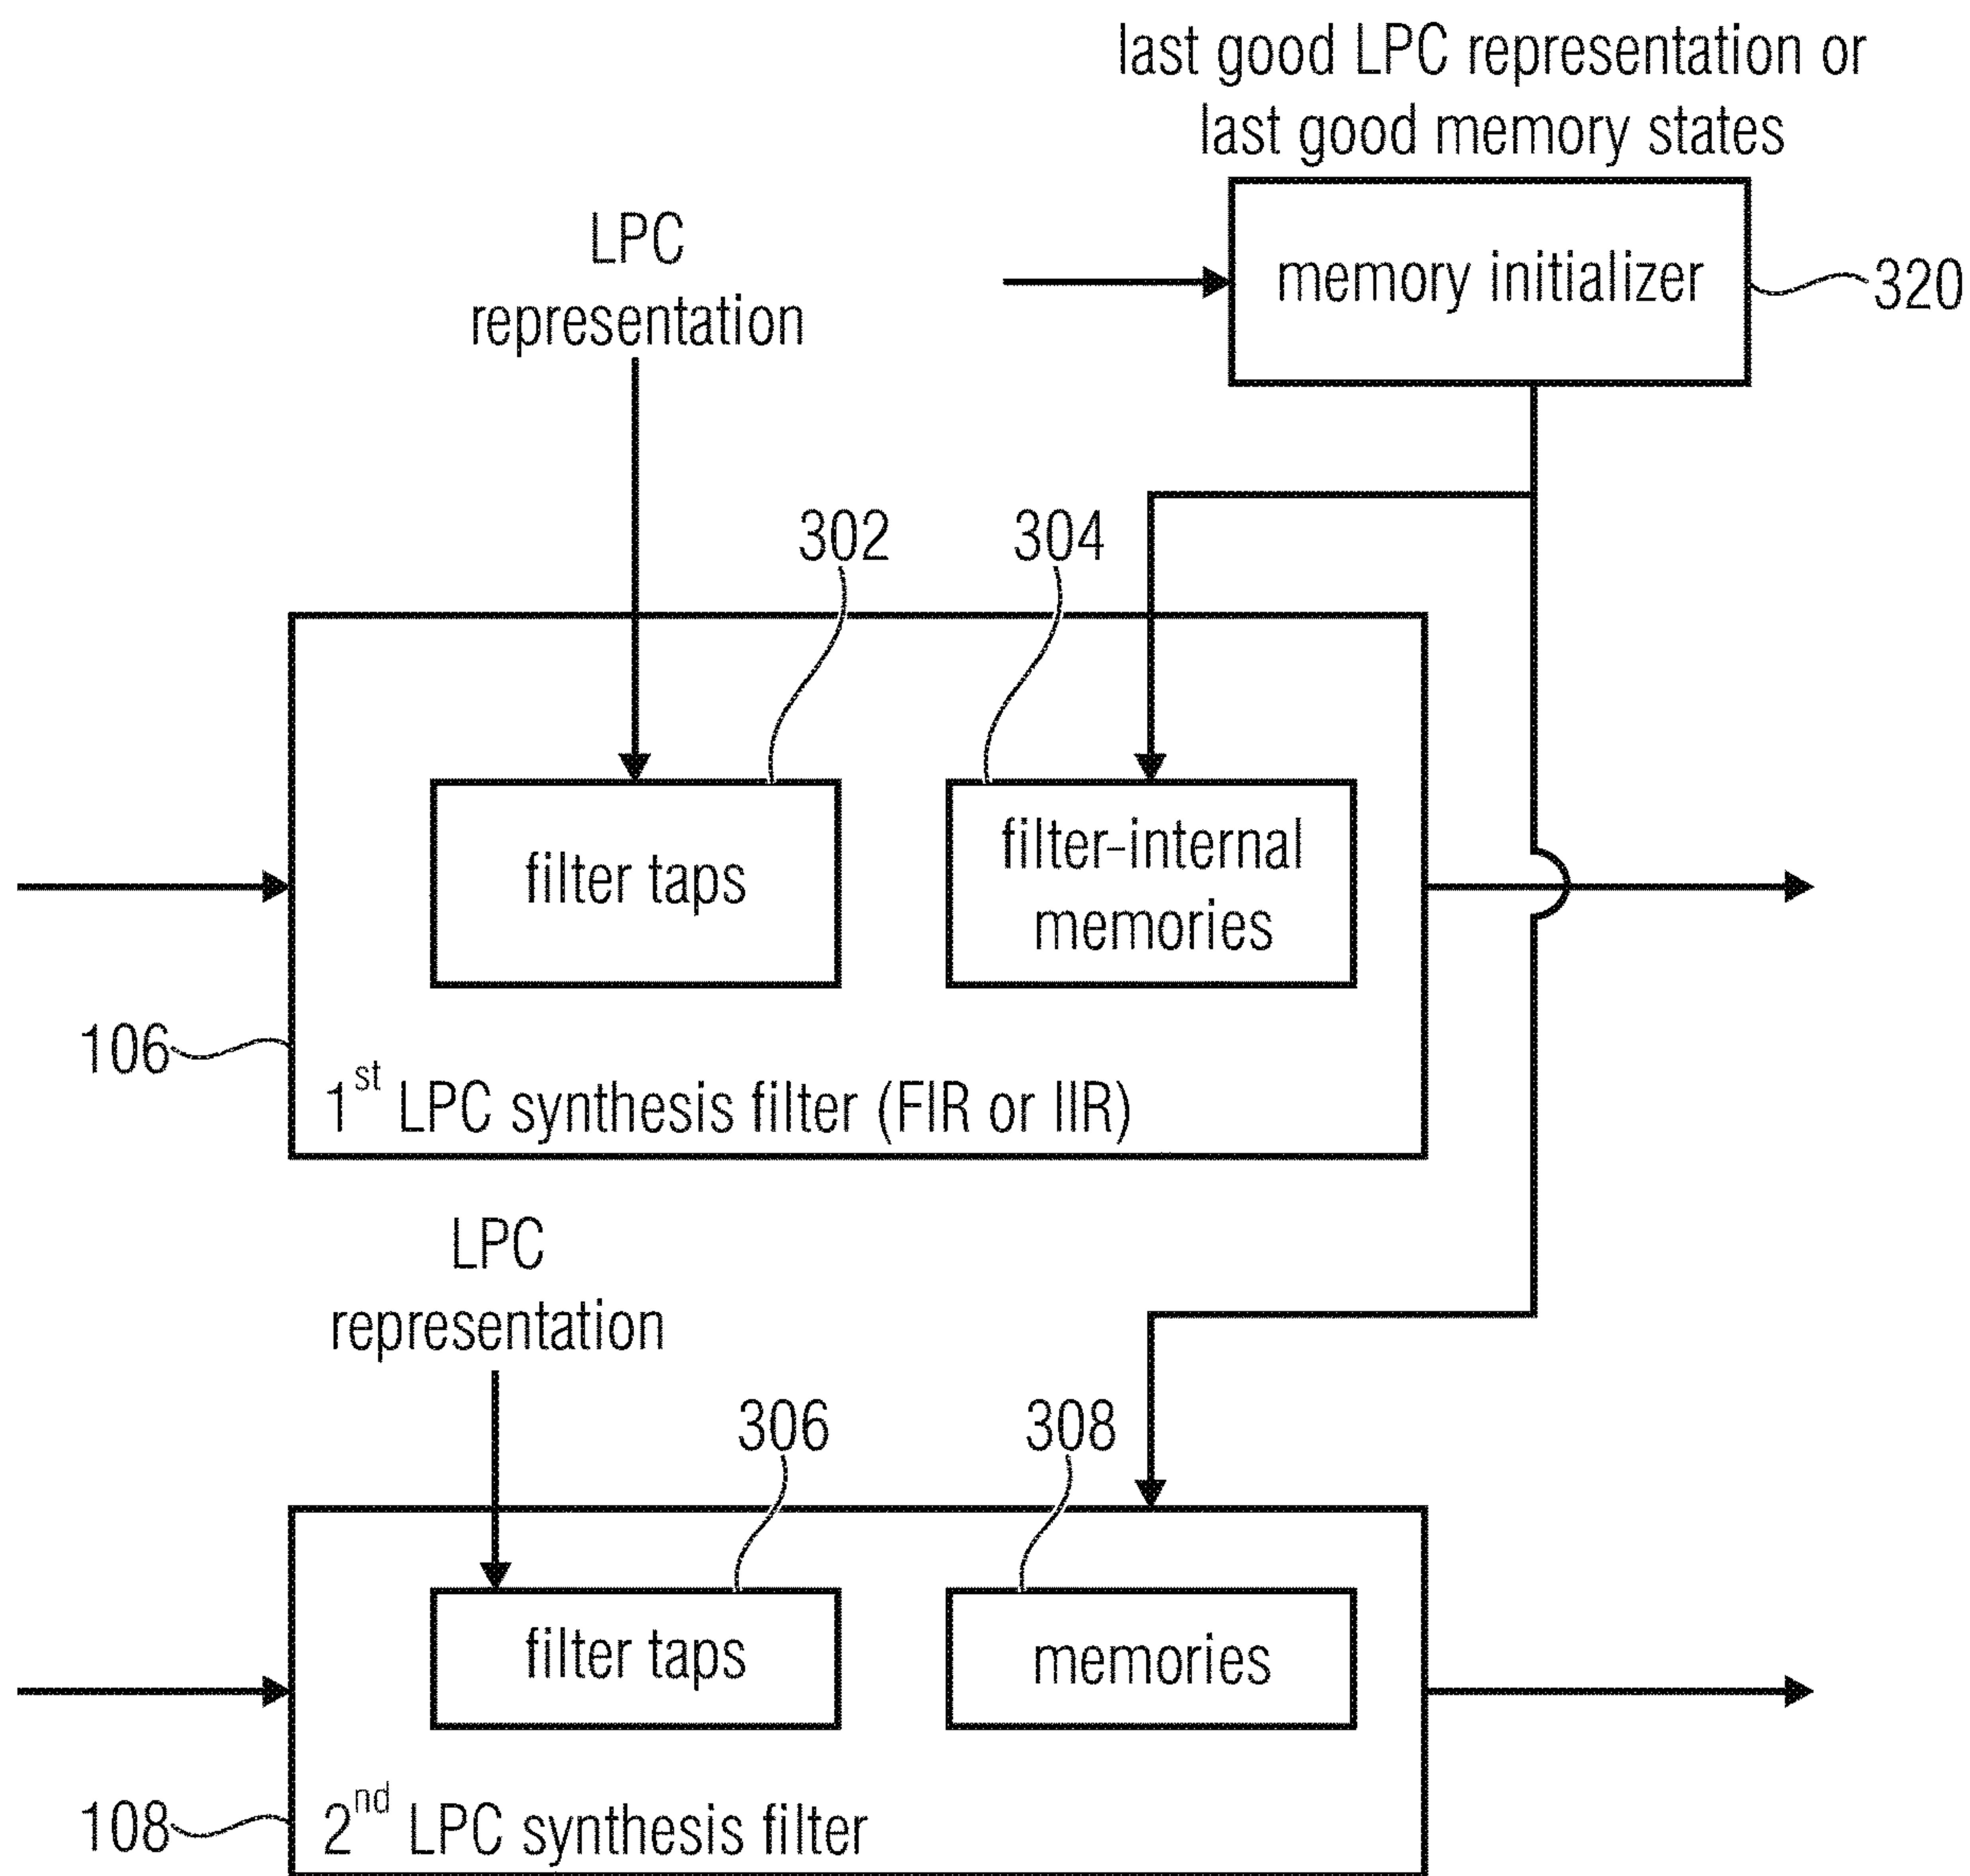 last good LPC representation or
last good memory states
memory initializer
320
LPC
representation
302
304
filter taps
filter-internal
memories
106
1st LPC synthesis filter (FIR or IIR)
LPC
representation
306
308
filter taps
memories
108
2nd LPC synthesis filter